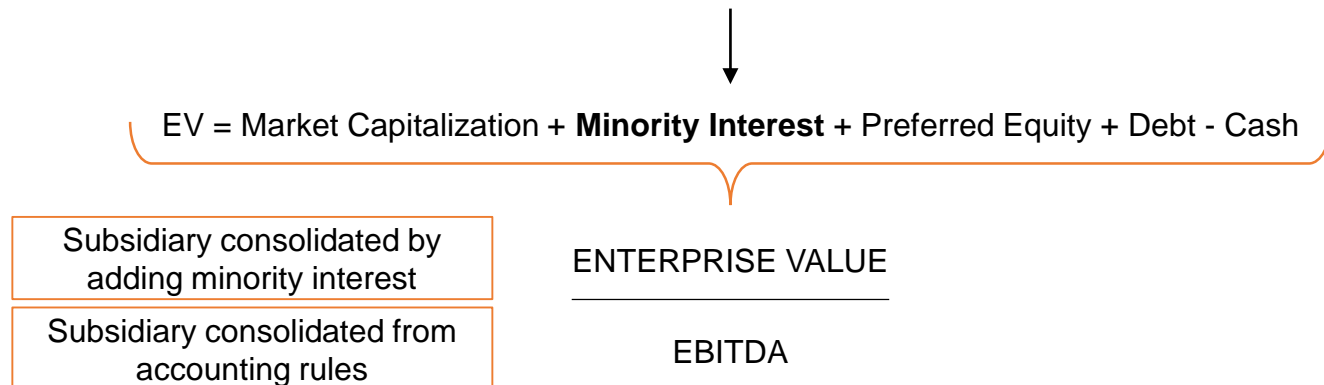 EV = Market Capitalization + Minority Interest + Preferred Equity + Debt - Cash
Subsidiary consolidated by
adding minority interest
ENTERPRISE VALUE
Subsidiary consolidated from
accounting rules
EBITDA